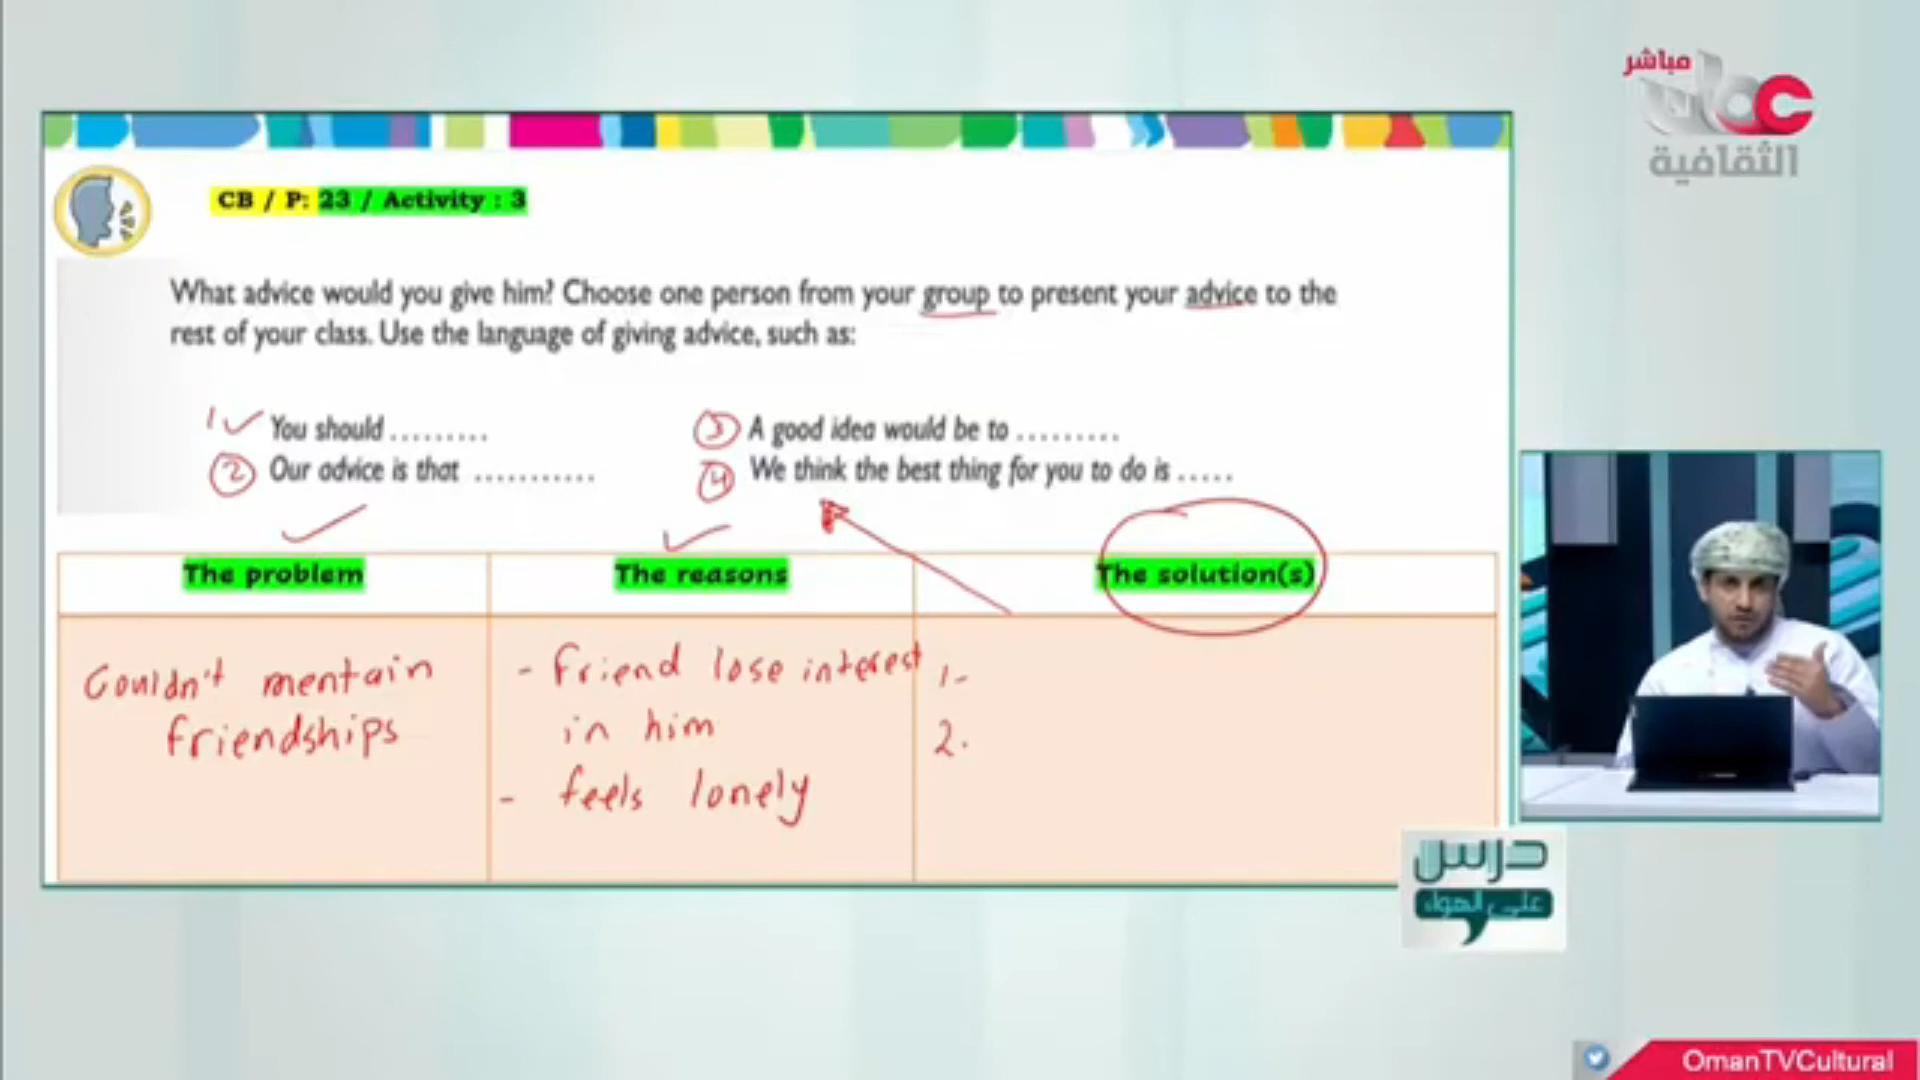 مباشر
عمان
الثقافية
CB / P: 23 / Activity : 3
What advice would you give him? Choose one person from your group to present your advice to the
rest of your class. Use the language of giving advice, such as:
1 You should .........
3 A good idea would be to .........
2 Our advice is that ...........
4 We think the best thing for you to do is .....
The problem
The reasons
The solution(s)
Couldn't mentain
friendships
- Friend lose interest
in him
- feels lonely
1-
2.
درس
على الهواء
OmanTVCultural